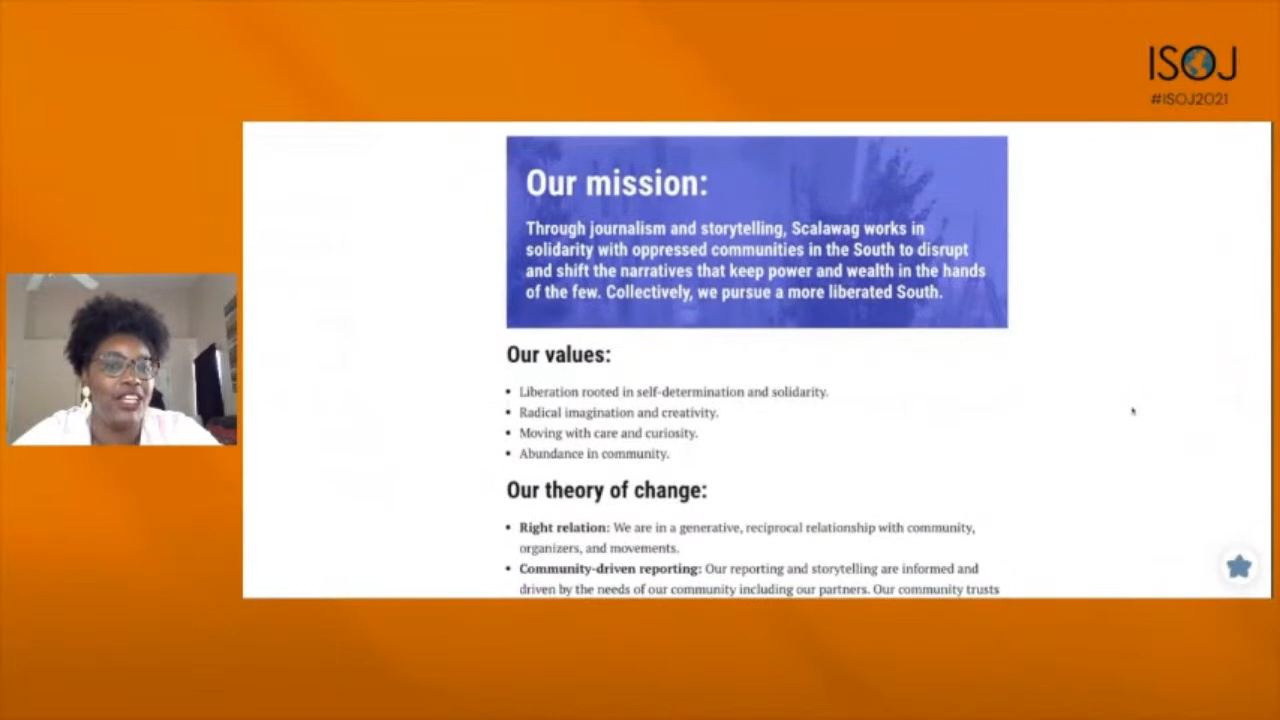 ISOJ
#ISOJ2021
Our mission:
Through journalism and storytelling, Scalawag works in
solidarity with oppressed communities in the South to disrupt
and shift the narratives that keep power and wealth in the hands
of the few. Collectively, we pursue a more liberated South.
Our values:
• Liberation rooted in self-determination and solidarity.
• Radical imagination and creativity.
• Moving with care and curiosity.
• Abundance in community.
Our theory of change:
• Right relation: We are in a generative, reciprocal relationship with community,
organizers, and movements.
• Community-driven reporting: Our reporting and storytelling are informed and
driven by the needs of our community including our partners. Our community trusts